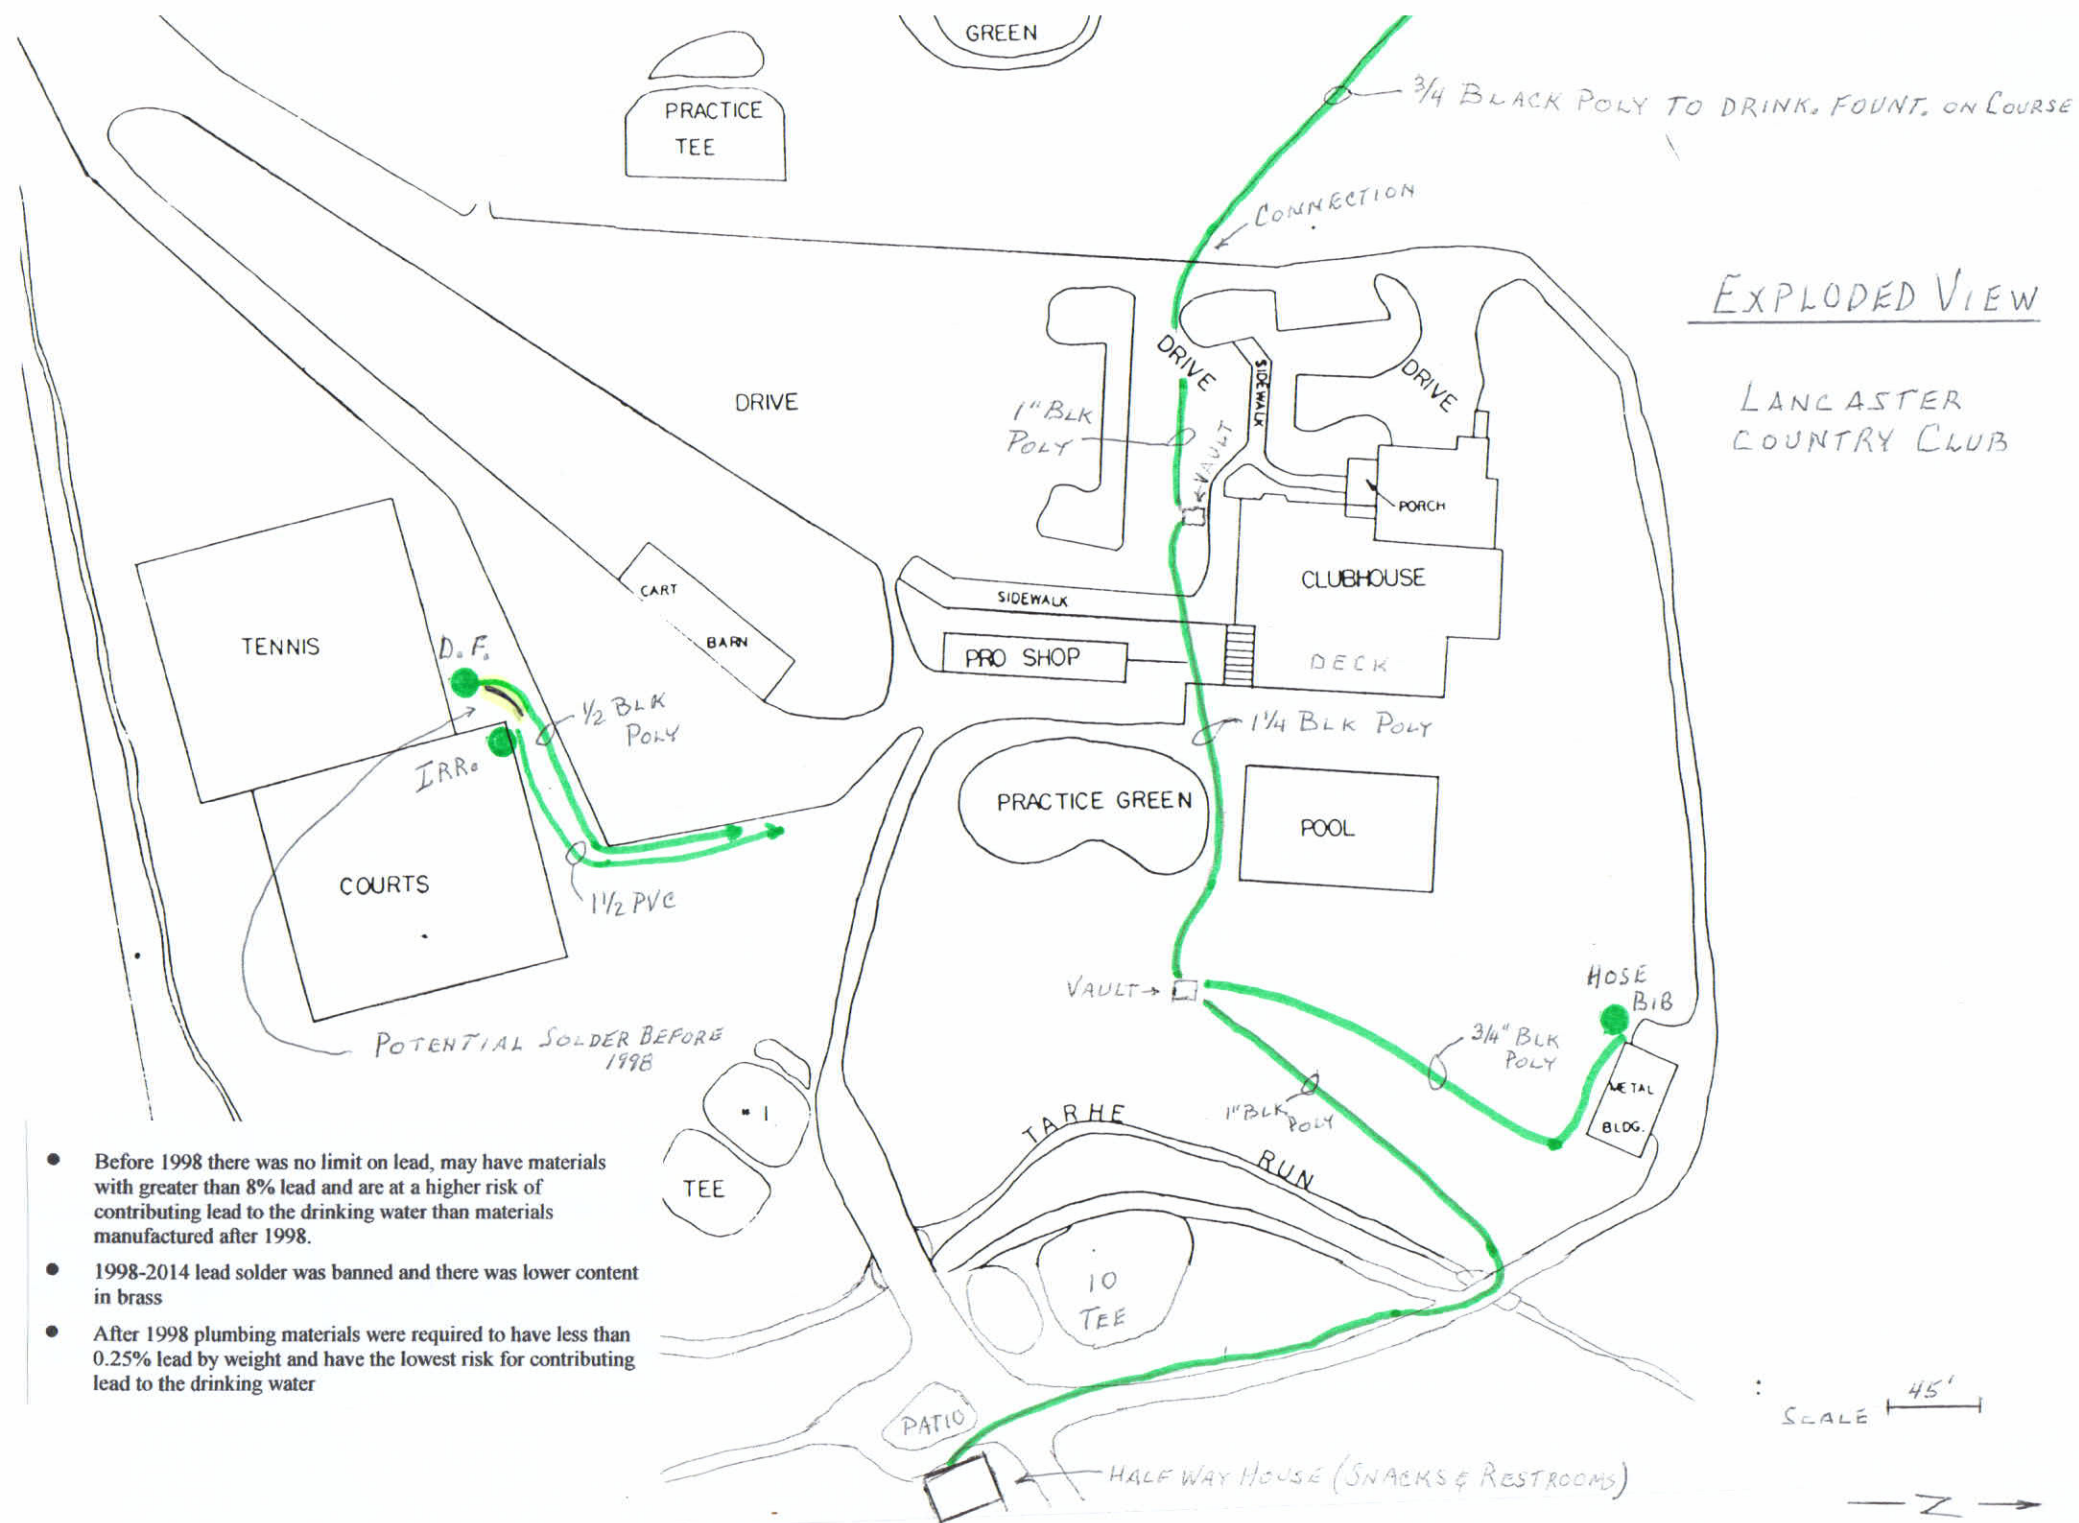 GREEN
3/4 BLACK POLY TO DRINK. FOUNT. ON COURSE
PRACTICE
TEE
CONNECTION
EXPLODED VIEW
LANCASTER
COUNTRY CLUB
DRIVE
DRIVE
SIDEWALK
DRIVE
1" BLK
POLY
VAULT
PORCH
CLUBHOUSE
CART
BARN
SIDEWALK
PRO SHOP
DECK
TENNIS
D.F.
1/2 BLK
POLY
IRR.
1 1/4 BLK POLY
PRACTICE GREEN
POOL
COURTS
1 1/2 PVC
VAULT
HOSE
BIB
POTENTIAL SOLDER BEFORE
1998
3/4" BLK
POLY
METAL
BLDG.
1" BLK
POLY
TARHE
RUN
1
TEE
10
TEE
• Before 1998 there was no limit on lead, may have materials
with greater than 8% lead and are at a higher risk of
contributing lead to the drinking water than materials
manufactured after 1998.
• 1998-2014 lead solder was banned and there was lower content
in brass
• After 1998 plumbing materials were required to have less than
0.25% lead by weight and have the lowest risk for contributing
lead to the drinking water
PATIO
HALF WAY HOUSE (SNACKS & RESTROOMS)
SCALE 45'
N